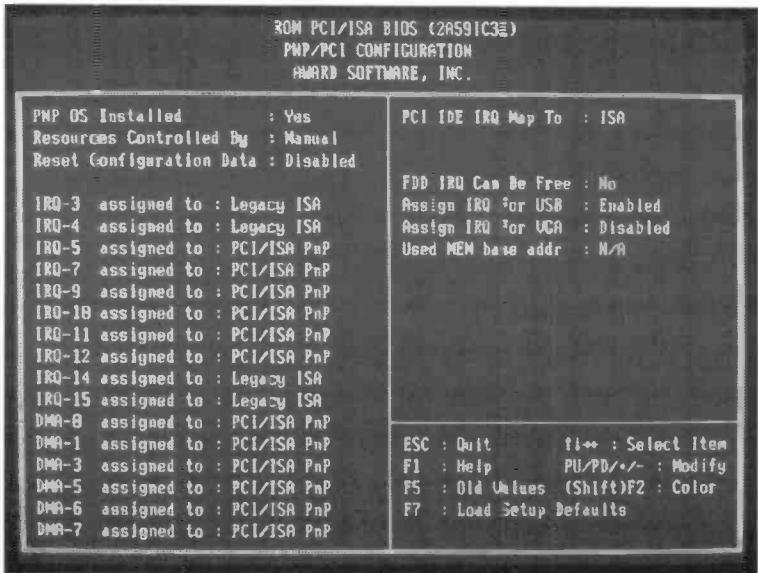 ROM PCI/ISA BIOS (2A59IC3E)
PNP/PCI CONFIGURATION
AWARD SOFTWARE, INC.
PNP OS Installed : Yes
Resources Controlled By : Manual
Reset Configuration Data : Disabled
IRQ-3 assigned to : Legacy ISA
IRQ-4 assigned to : Legacy ISA
IRQ-5 assigned to : PCI/ISA PnP
IRQ-7 assigned to : PCI/ISA PnP
IRQ-9 assigned to : PCI/ISA PnP
IRQ-10 assigned to : PCI/ISA PnP
IRQ-11 assigned to : PCI/ISA PnP
IRQ-12 assigned to : PCI/ISA PnP
IRQ-14 assigned to : Legacy ISA
IRQ-15 assigned to : Legacy ISA
DMA-0 assigned to : PCI/ISA PnP
DMA-1 assigned to : PCI/ISA PnP
DMA-3 assigned to : PCI/ISA PnP
DMA-5 assigned to : PCI/ISA PnP
DMA-6 assigned to : PCI/ISA PnP
DMA-7 assigned to : PCI/ISA PnP
PCI IDE IRQ Map To : ISA
FDD IRQ Can Be Free : No
Assign IRQ For USB : Enabled
Assign IRQ For VGA : Disabled
Used MEM base addr : N/A
ESC : Quit ↑↓→← : Select Item
F1 : Help PU/PD/+/- : Modify
F5 : Old Values (Shift)F2 : Color
F7 : Load Setup Defaults